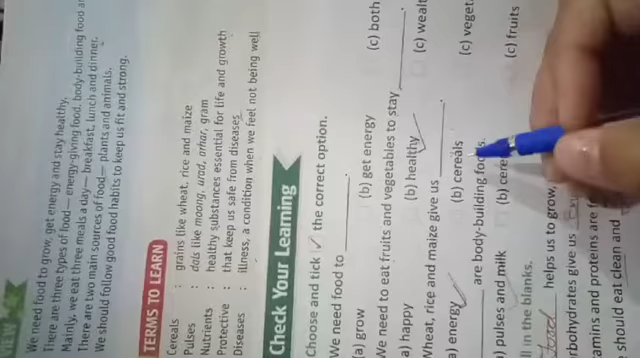 We need food to grow, get energy and stay healthy.
There are three types of food— energy-giving food, body-building food
Mainly, we eat three meals a day— breakfast, lunch and dinner.
There are two main sources of food— plants and animals.
We should follow good food habits to keep us fit and strong.
TERMS TO LEARN
Cereals : grains like wheat, rice and maize
Pulses : dals like moong, urad, arhar, gram
Nutrients : healthy substances essential for life and growth
Protective : that keep us safe from diseases
Diseases : illness, a condition when we feel not being well
Check Your Learning
Choose and tick ✓ the correct option.
We need food to ________.
(a) grow (b) get energy (c) both
We need to eat fruits and vegetables to stay ________.
a) happy (b) healthy (c)
Wheat, rice and maize give us ________.
a) energy (b) cereals (c)
________ are body-building foods.
) pulses and milk (b) (c) fruits
ll in the blanks.
food helps us to grow,
bohydrates give us
amins and proteins are
should eat clean and